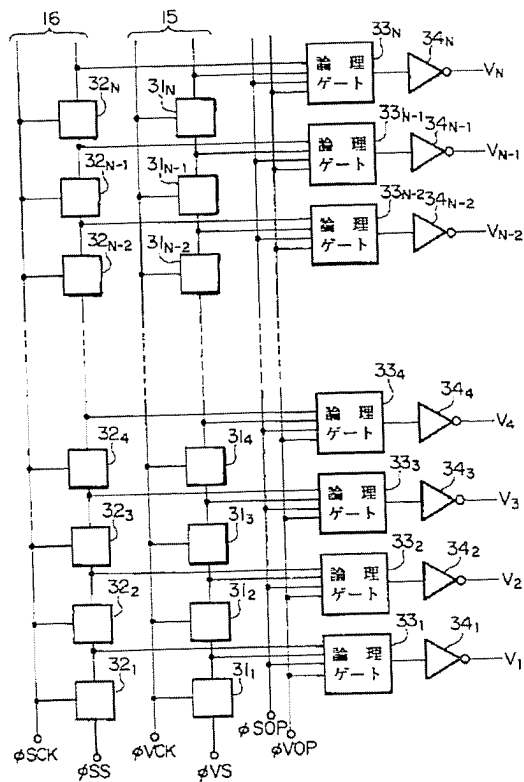 16 15
32N 31N 論理ゲート 33N 34N VN
32N-1 31N-1 論理ゲート 33N-1 34N-1 VN-1
32N-2 31N-2 論理ゲート 33N-2 34N-2 VN-2
324 314 論理ゲート 334 344 V4
323 313 論理ゲート 333 343 V3
322 312 論理ゲート 332 342 V2
321 311 論理ゲート 331 341 V1
φSCK φSS φVCK φVS φSOP φVOP